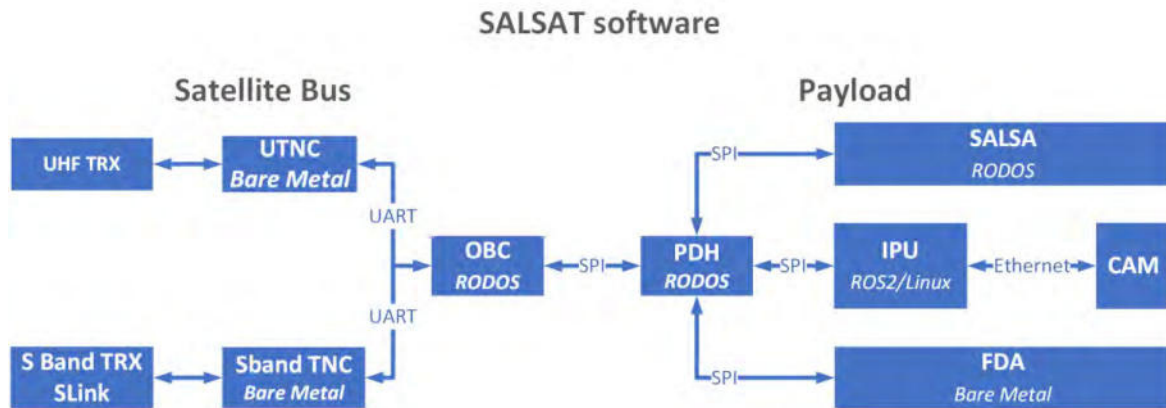 SALSAT software
Satellite Bus
Payload
UHF TRX
UTNC
Bare Metal
UART
OBC
RODOS
SPI
PDH
RODOS
SPI
SALSA
RODOS
SPI
IPU
ROS2/Linux
Ethernet
CAM
UART
S Band TRX
SLink
Sband TNC
Bare Metal
SPI
FDA
Bare Metal